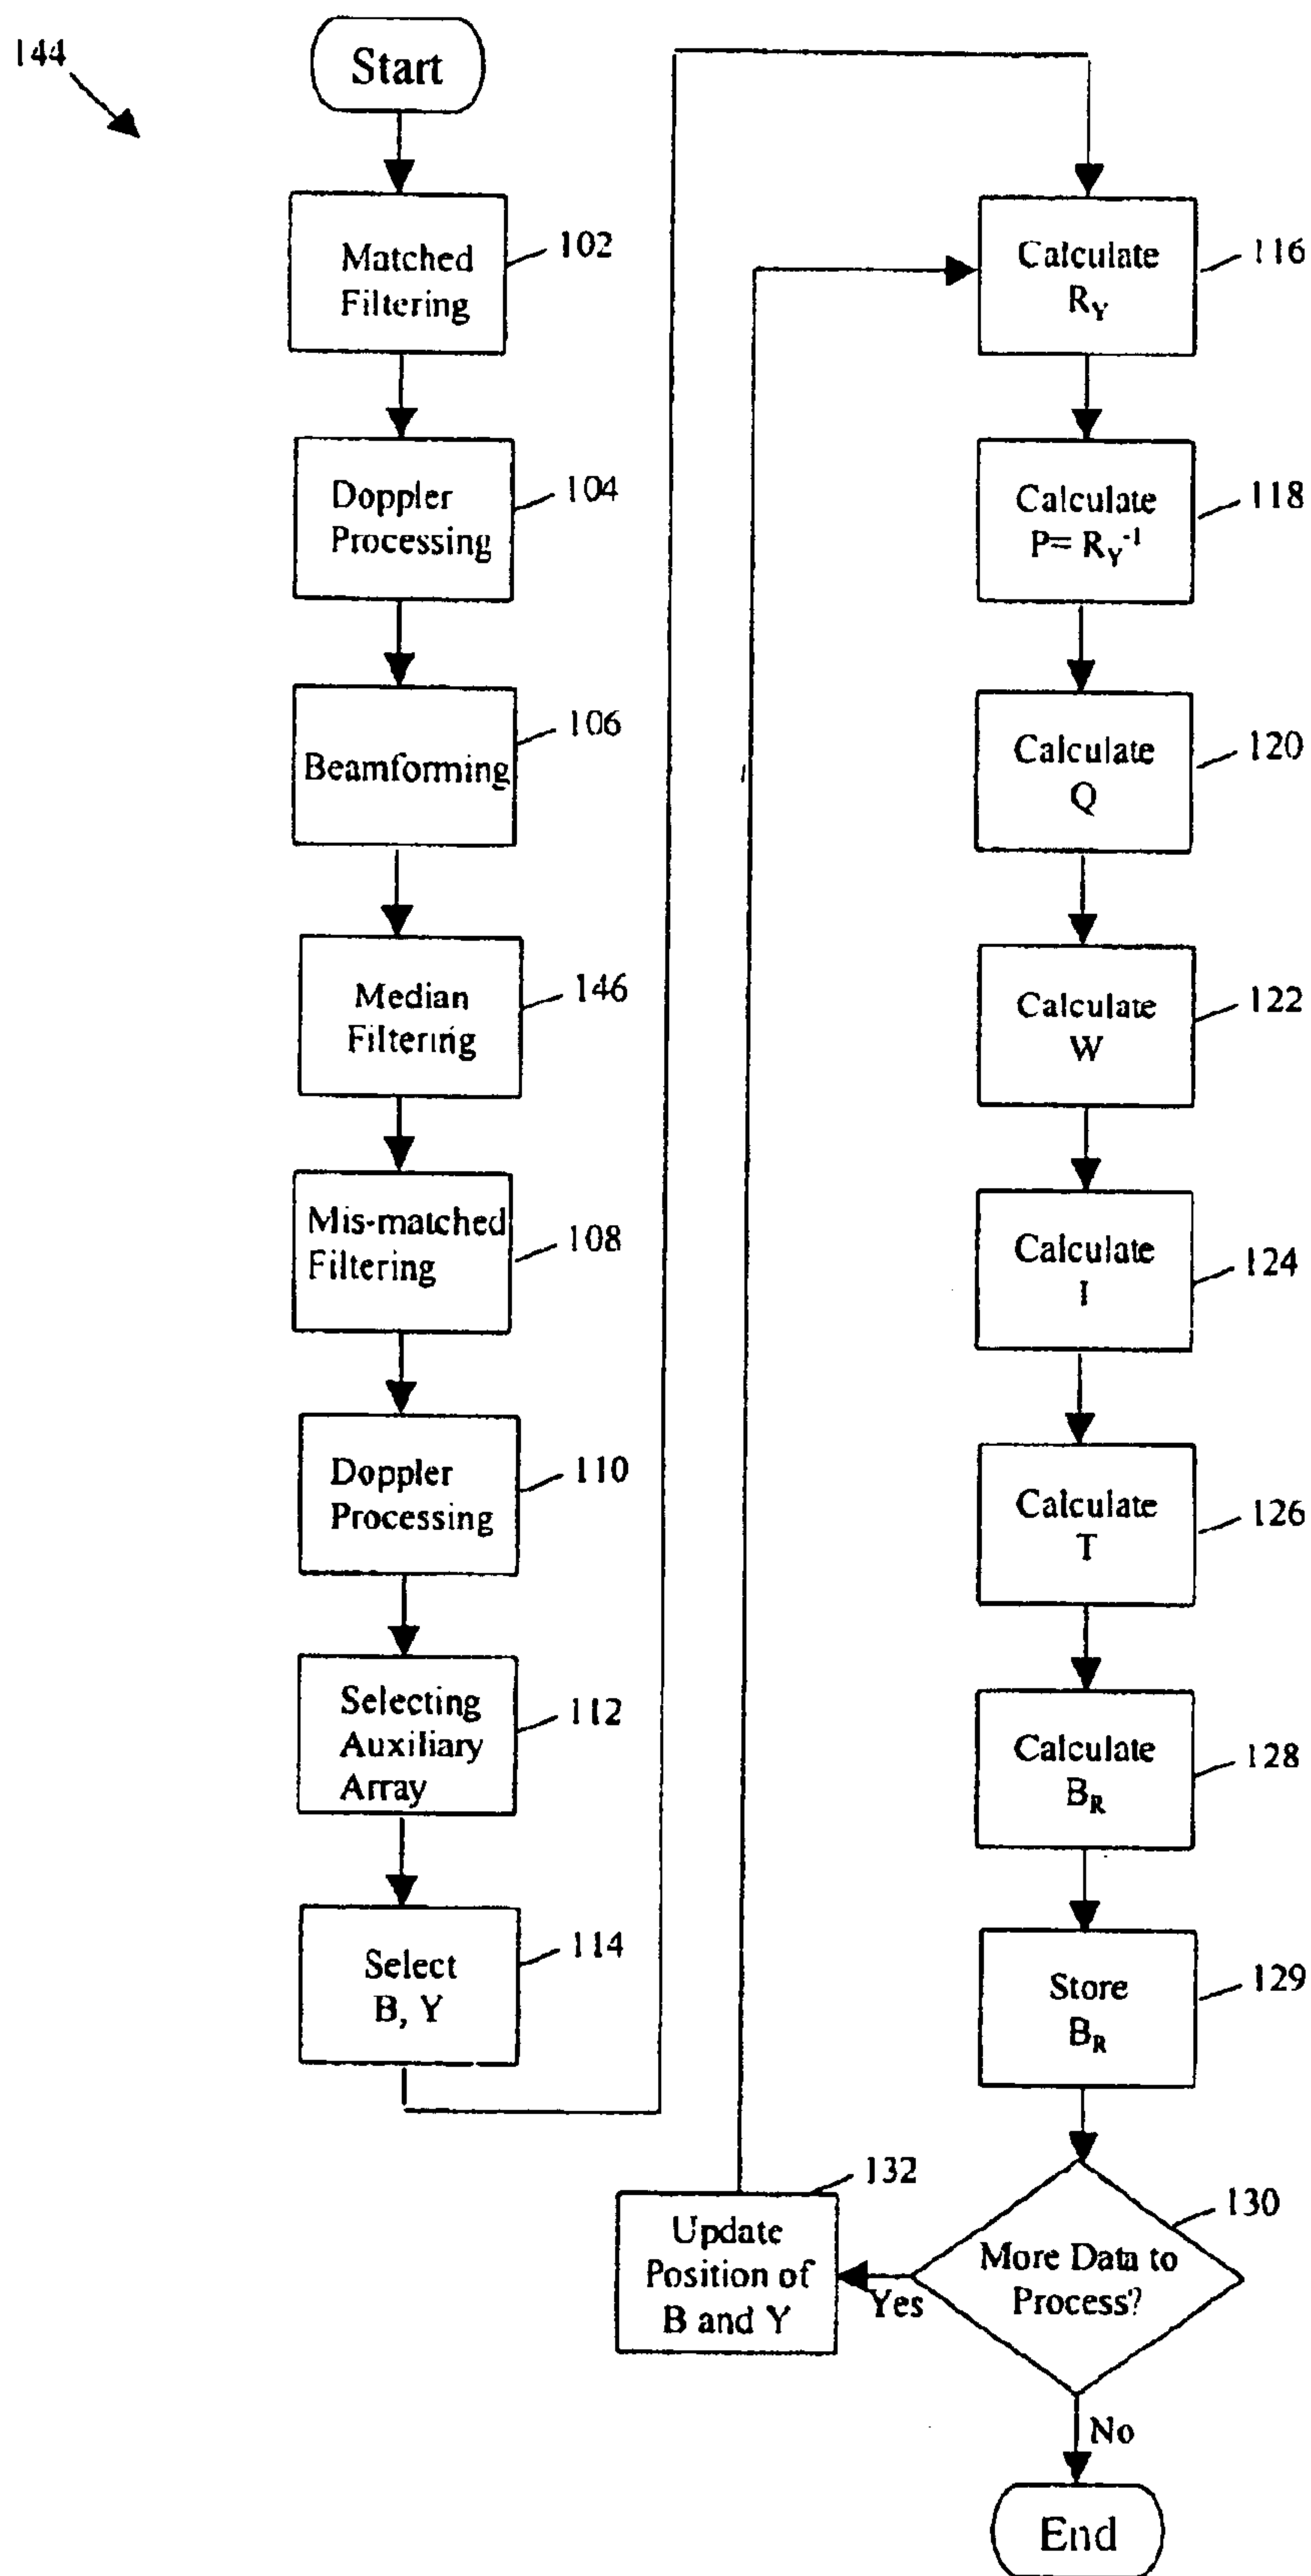 144
Start
Matched
Filtering
102
Doppler
Processing
104
Beamforming
106
Median
Filtering
146
Mis-matched
Filtering
108
Doppler
Processing
110
Selecting
Auxiliary
Array
112
Select
B, Y
114
Calculate
R_Y
116
Calculate
P= R_Y^-1
118
Calculate
Q
120
Calculate
W
122
Calculate
I
124
Calculate
T
126
Calculate
B_R
128
Store
B_R
129
More Data to
Process?
130
Yes
Update
Position of
B and Y
132
No
End